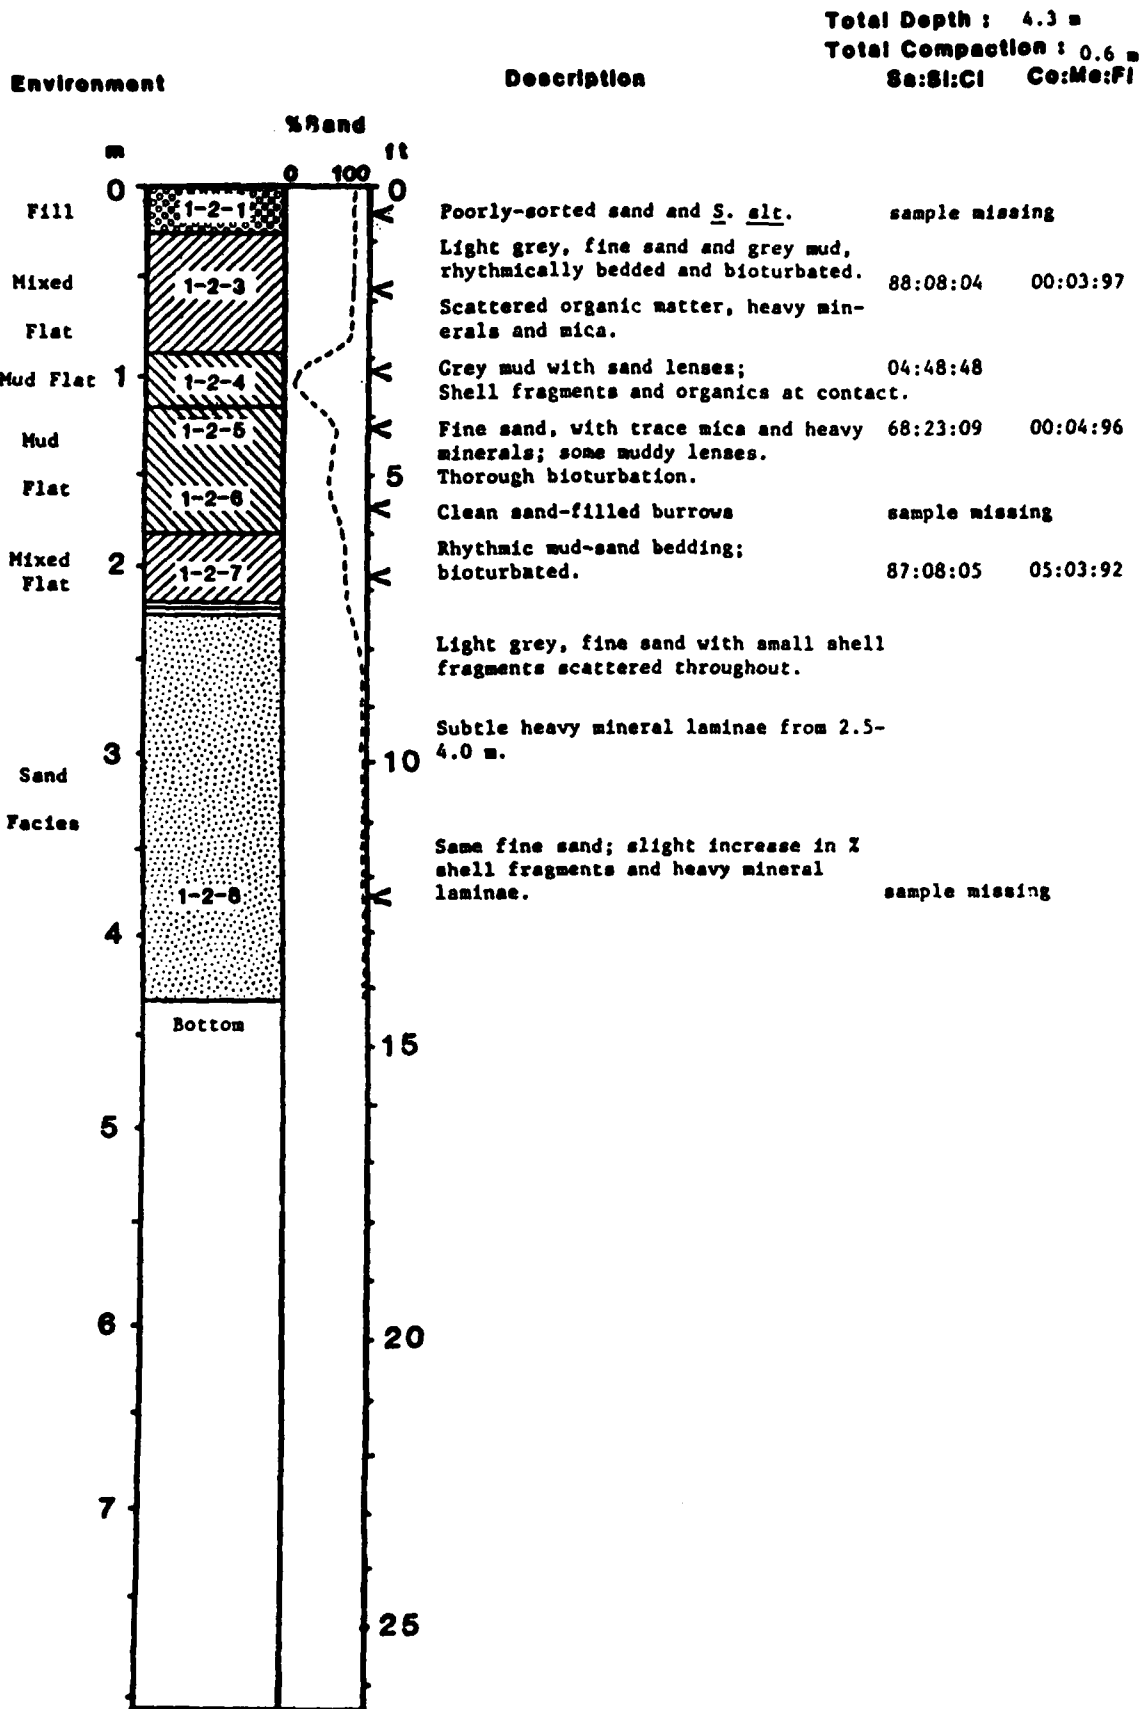 Total Depth : 4.3 m
Total Compaction : 0.6 m
Environment Description Sa:Si:Cl Co:Me:Fi
%Sand
m ft
0 0 100 0
Fill 1-2-1 Poorly-sorted sand and S. alt. sample missing
Light grey, fine sand and grey mud,
rhythmically bedded and bioturbated.
Mixed 1-2-3 88:08:04 00:03:97
Scattered organic matter, heavy min-
Flat erals and mica.
Mud Flat 1 1-2-4 Grey mud with sand lenses; 04:48:48
Shell fragments and organics at contact.
Mud 1-2-5 Fine sand, with trace mica and heavy 68:23:09 00:04:96
minerals; some muddy lenses.
5 Thorough bioturbation.
Flat 1-2-6
Clean sand-filled burrows sample missing
Mixed 2 Rhythmic mud-sand bedding;
Flat 1-2-7 bioturbated. 87:08:05 05:03:92
Light grey, fine sand with small shell
fragments scattered throughout.
Subtle heavy mineral laminae from 2.5-
3 10 4.0 m.
Sand
Facies
Same fine sand; slight increase in %
shell fragments and heavy mineral
1-2-8 laminae. sample missing
4
Bottom
15
5
6 20
7
25